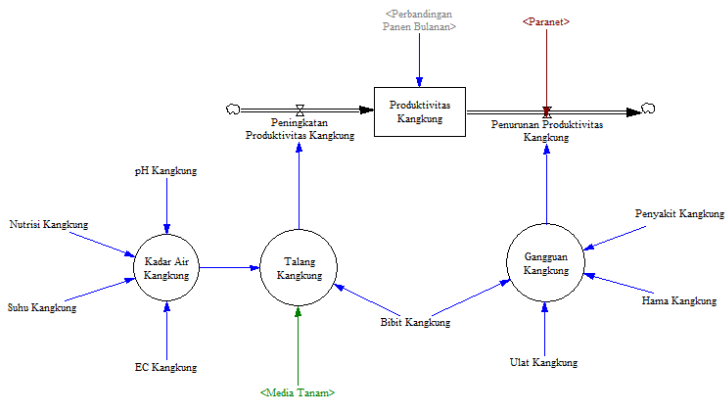 <Perbandingan
Panen Bulanan>
<Paranet>
Produktivitas
Kangkung
Peningkatan
Produktivitas Kangkung
Penurunan Produktivitas
Kangkung
pH Kangkung
Nutrisi Kangkung
Kadar Air
Kangkung
Suhu Kangkung
EC Kangkung
Talang
Kangkung
<Media Tanam>
Bibit Kangkung
Gangguan
Kangkung
Penyakit Kangkung
Hama Kangkung
Ulat Kangkung